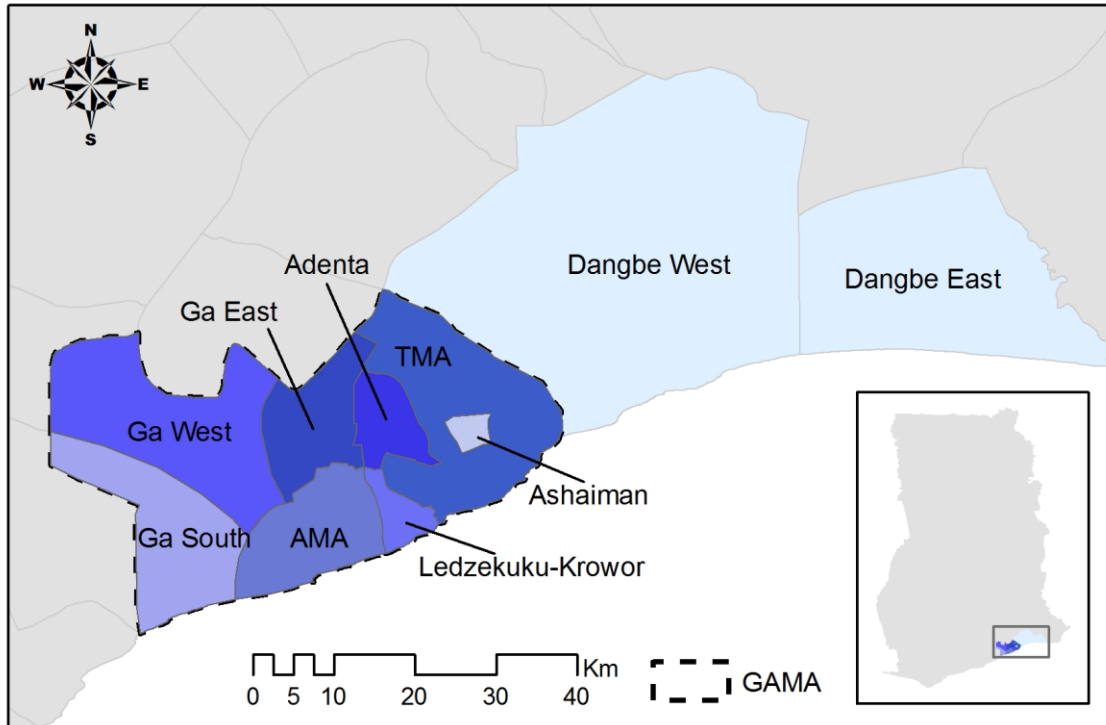 N
W E
S
Dangbe West
Dangbe East
Adenta
Ga East
TMA
Ga West
Ashaiman
Ga South
AMA
Ledzekuku-Krowor
Km
0 5 10 20 30 40
GAMA